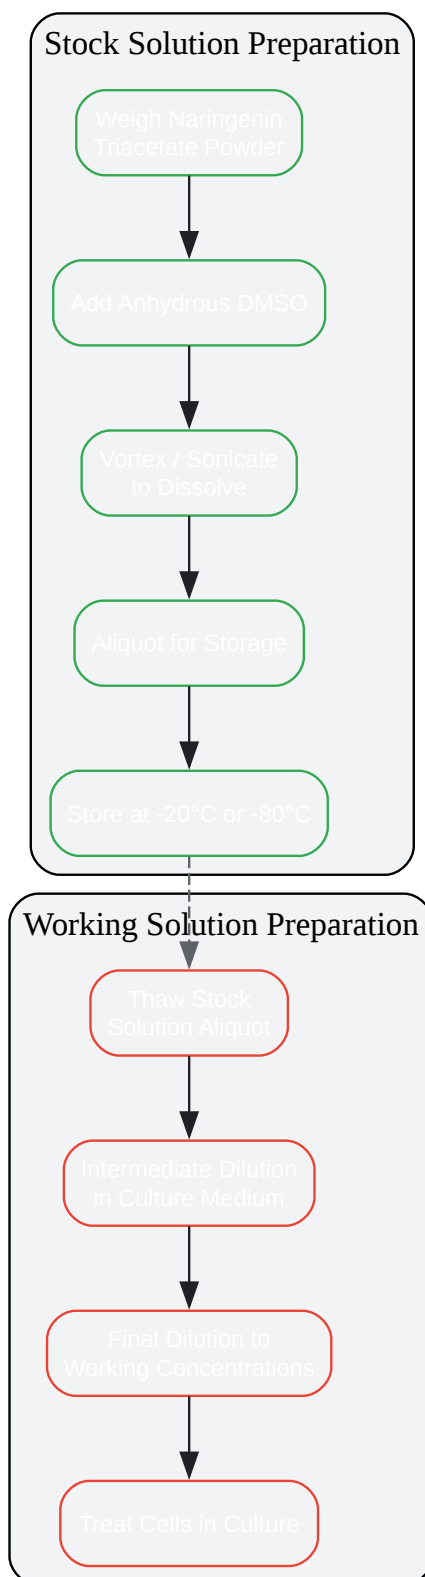 Stock Solution Preparation
Weigh Naringenin
Triacetate Powder
Add Anhydrous DMSO
Vortex / Sonicate
to Dissolve
Aliquot for Storage
Store at -20°C or -80°C
Working Solution Preparation
Thaw Stock
Solution Aliquot
Intermediate Dilution
in Culture Medium
Final Dilution to
Working Concentrations
Treat Cells in Culture